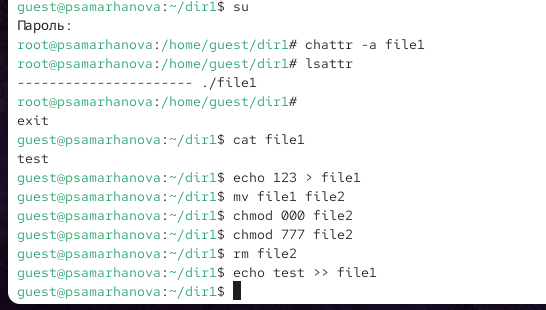 guest@psamarhanova:~/dir1$ su
Пароль:
root@psamarhanova:/home/guest/dir1# chattr -a file1
root@psamarhanova:/home/guest/dir1# lsattr
---------------------- ./file1
root@psamarhanova:/home/guest/dir1#
exit
guest@psamarhanova:~/dir1$ cat file1
test
guest@psamarhanova:~/dir1$ echo 123 > file1
guest@psamarhanova:~/dir1$ mv file1 file2
guest@psamarhanova:~/dir1$ chmod 000 file2
guest@psamarhanova:~/dir1$ chmod 777 file2
guest@psamarhanova:~/dir1$ rm file2
guest@psamarhanova:~/dir1$ echo test >> file1
guest@psamarhanova:~/dir1$